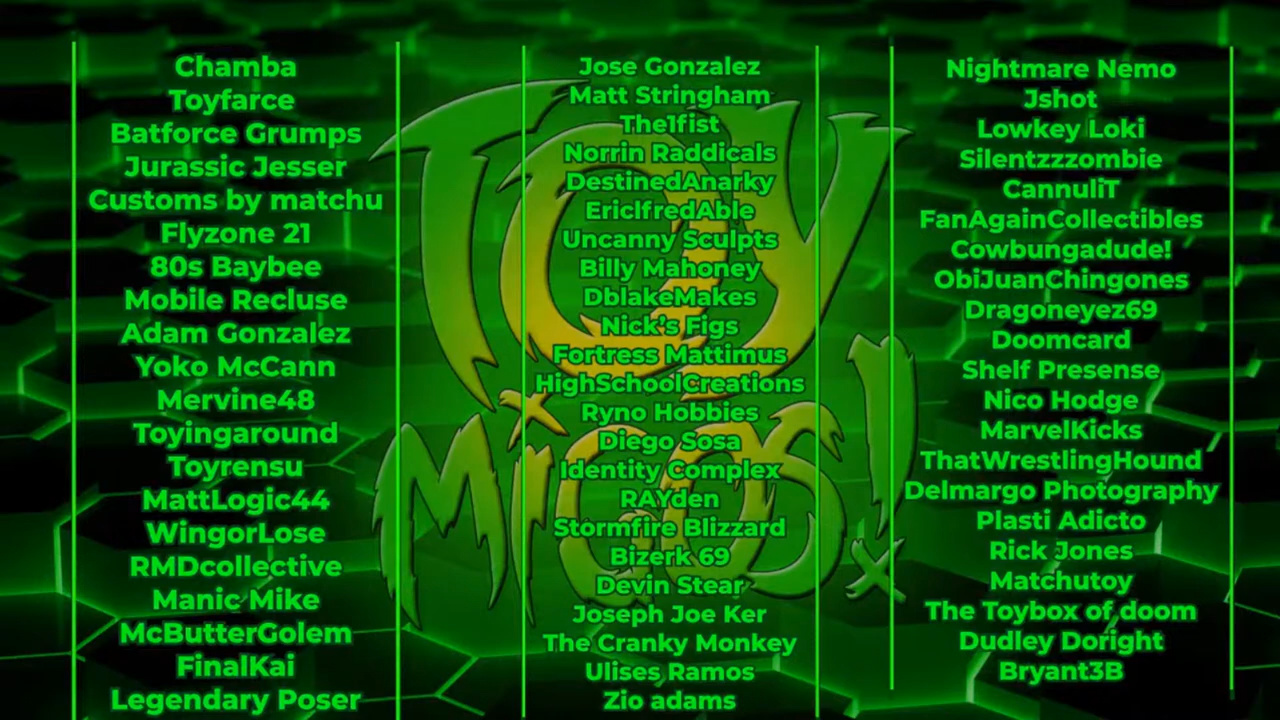 Chamba
Toyfarce
Batforce Grumps
Jurassic Jesser
Customs by matchu
Flyzone 21
80s Baybee
Mobile Recluse
Adam Gonzalez
Yoko McCann
Mervine48
Toyingaround
Toyrensu
MattLogic44
WingorLose
RMDcollective
Manic Mike
McButterGolem
FinalKai
Legendary Poser
Jose Gonzalez
Matt Stringham
The1fist
Norrin Raddicals
DestinedAnarky
EricIfredAble
Uncanny Sculpts
Billy Mahoney
DblakeMakes
Nick's Figs
Fortress Mattimus
HighSchoolCreations
Ryno Hobbies
Diego Sosa
Identity Complex
RAYden
Stormfire Blizzard
Bizerk 69
Devin Stear
Joseph Joe Ker
The Cranky Monkey
Ulises Ramos
Zio adams
Nightmare Nemo
Jshot
Lowkey Loki
Silentzzzombie
CannuliT
FanAgainCollectibles
Cowbungadude!
ObiJuanChingones
Dragoneyez69
Doomcard
Shelf Presense
Nico Hodge
MarvelKicks
ThatWrestlingHound
Delmargo Photography
Plasti Adicto
Rick Jones
Matchutoy
The Toybox of doom
Dudley Doright
Bryant3B
TOY
MiGOS!